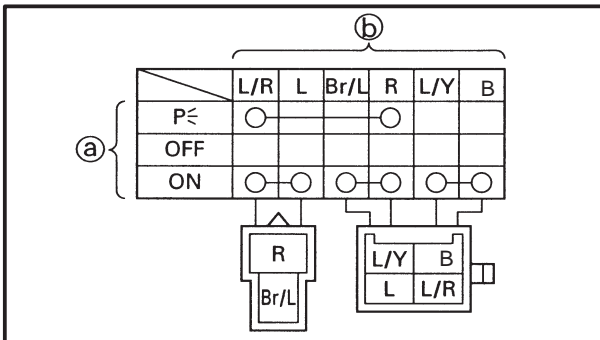 b
L/R L Br/L R L/Y B
a
P
OFF
ON
R
Br/L
L/Y B
L L/R